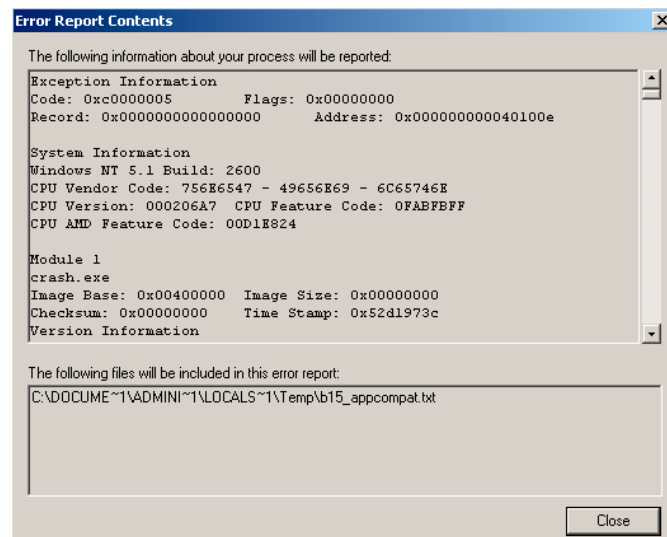 Error Report Contents
The following information about your process will be reported:
Exception Information
Code: 0xc0000005 Flags: 0x00000000
Record: 0x0000000000000000 Address: 0x000000000040100e
System Information
Windows NT 5.1 Build: 2600
CPU Vendor Code: 756E6547 - 49656E69 - 6C65746E
CPU Version: 000206A7 CPU Feature Code: 0FABFBFF
CPU AMD Feature Code: 00D1E824
Module 1
crash.exe
Image Base: 0x00400000 Image Size: 0x00000000
Checksum: 0x00000000 Time Stamp: 0x52d1973c
Version Information
The following files will be included in this error report:
C:\DOCUME~1\ADMINI~1\LOCALS~1\Temp\b15_appcompat.txt
Close